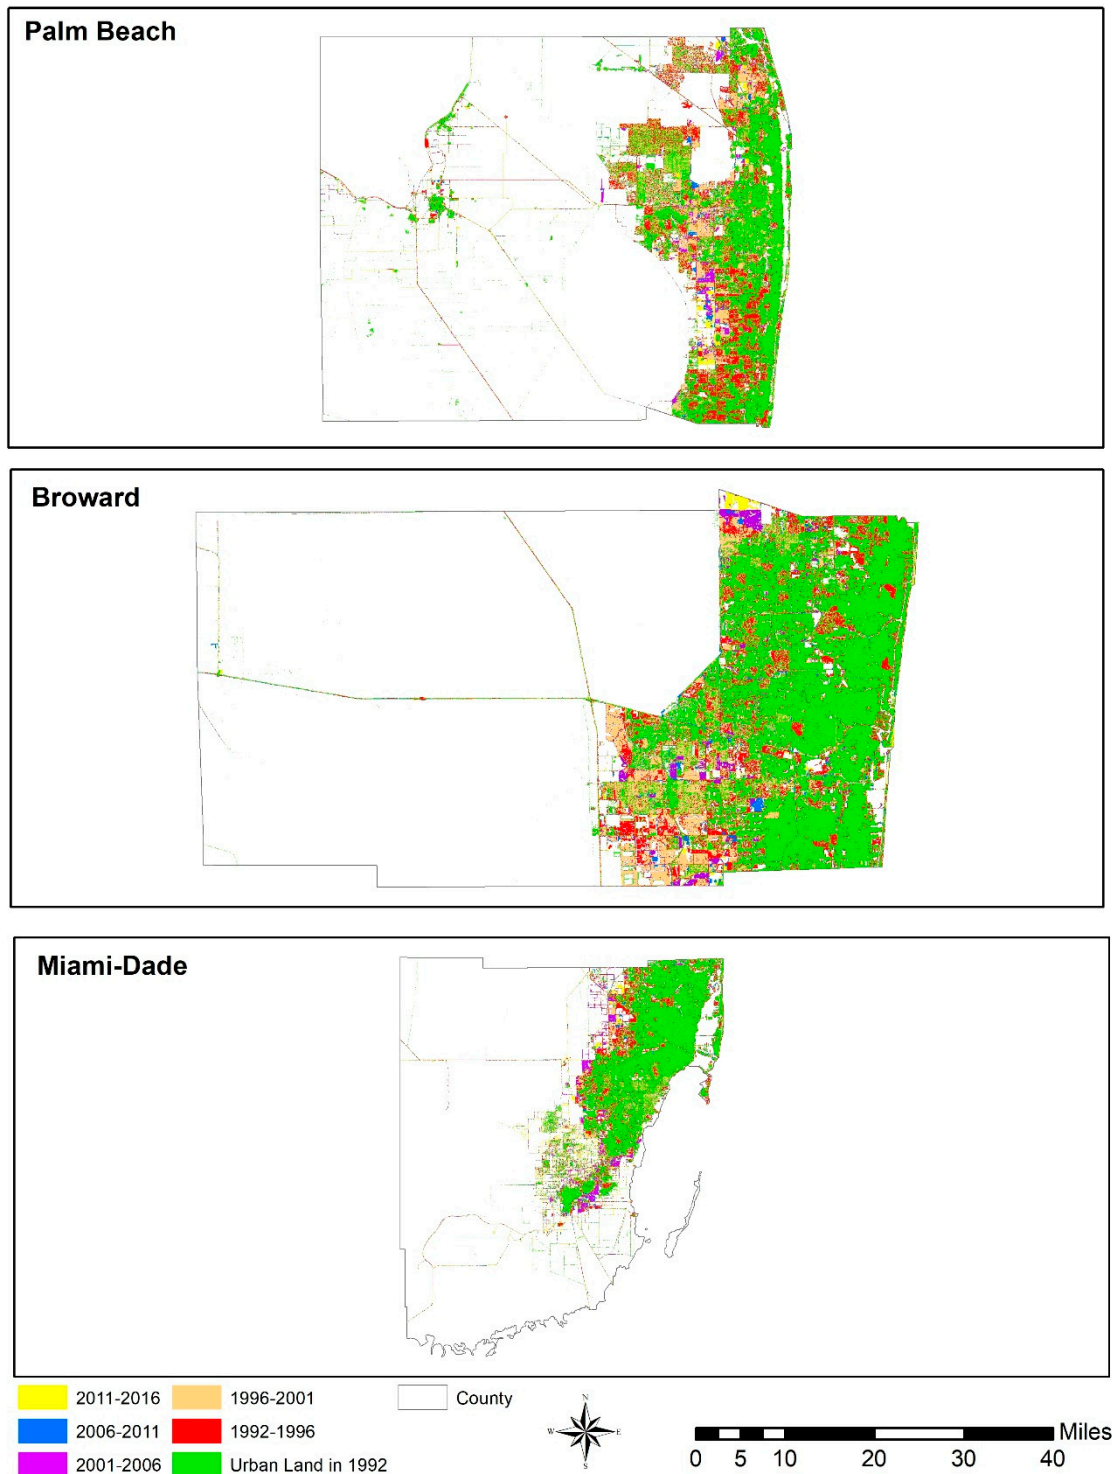 Palm Beach
Broward
Miami-Dade
2011-2016 1996-2001 County
2006-2011 1992-1996
2001-2006 Urban Land in 1992
N
W E
S
Miles
0 5 10 20 30 40